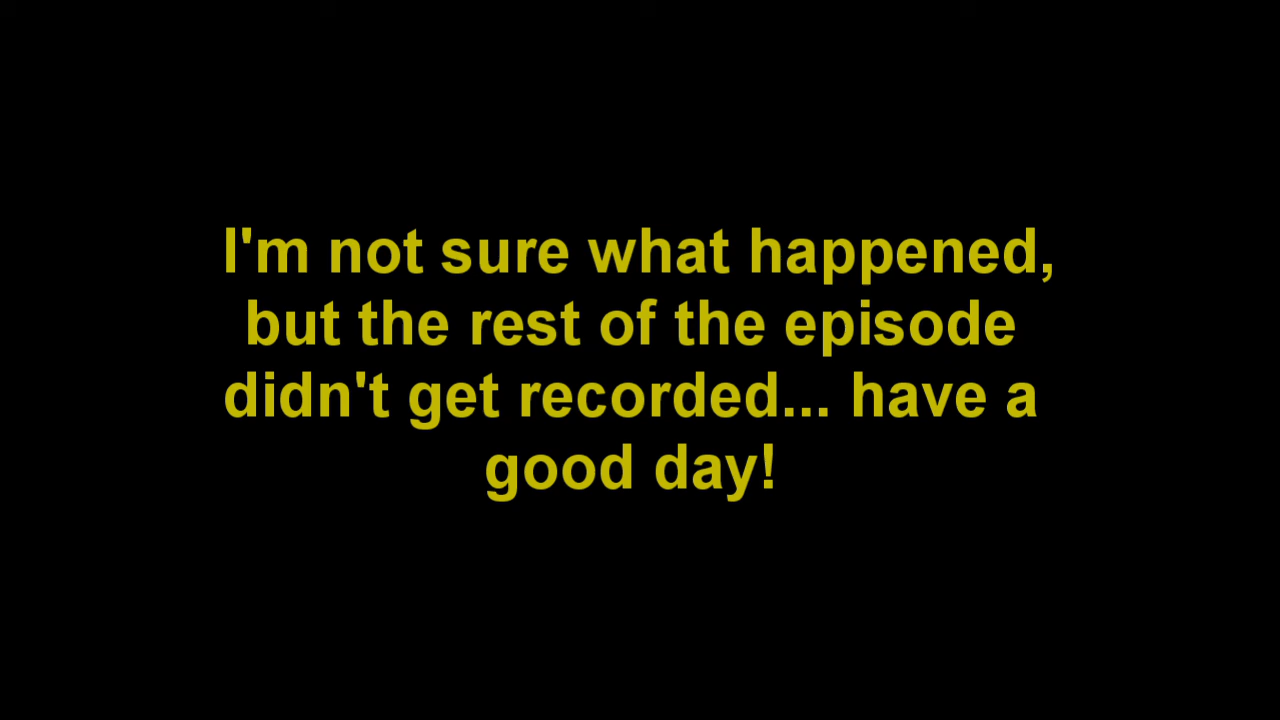 I'm not sure what happened,
but the rest of the episode
didn't get recorded... have a
good day!